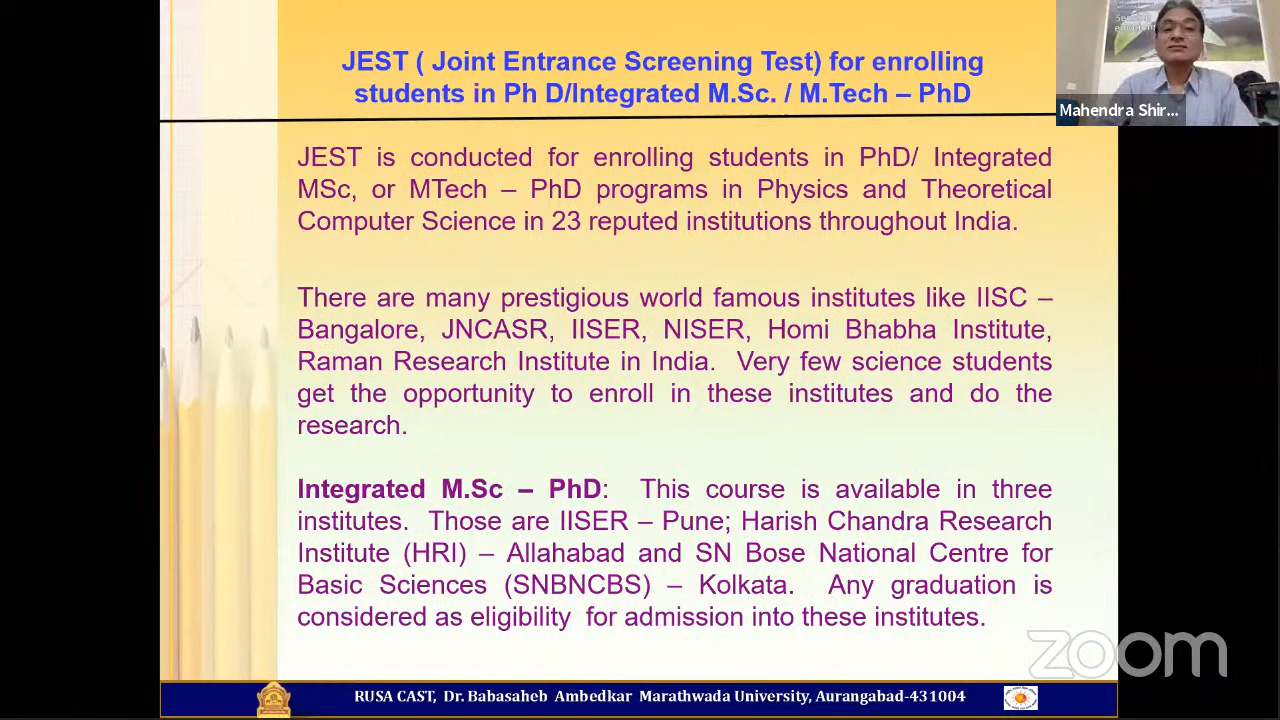 JEST ( Joint Entrance Screening Test) for enrolling
students in Ph D/Integrated M.Sc. / M.Tech – PhD
Mahendra Shir...
JEST is conducted for enrolling students in PhD/ Integrated
MSc, or MTech – PhD programs in Physics and Theoretical
Computer Science in 23 reputed institutions throughout India.
There are many prestigious world famous institutes like IISC –
Bangalore, JNCASR, IISER, NISER, Homi Bhabha Institute,
Raman Research Institute in India. Very few science students
get the opportunity to enroll in these institutes and do the
research.
Integrated M.Sc – PhD: This course is available in three
institutes. Those are IISER – Pune; Harish Chandra Research
Institute (HRI) – Allahabad and SN Bose National Centre for
Basic Sciences (SNBNCBS) – Kolkata. Any graduation is
considered as eligibility for admission into these institutes.
zoom
RUSA CAST, Dr. Babasaheb Ambedkar Marathwada University, Aurangabad-431004